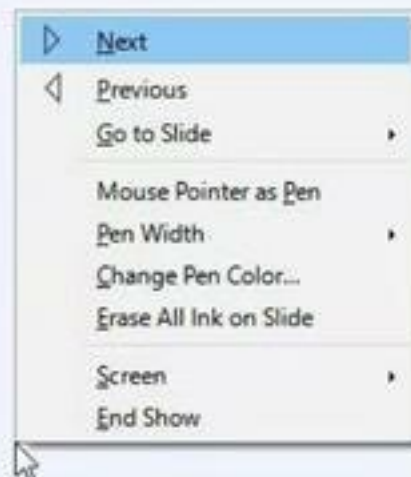 Next
Previous
Go to Slide
Mouse Pointer as Pen
Pen Width
Change Pen Color...
Erase All Ink on Slide
Screen
End Show